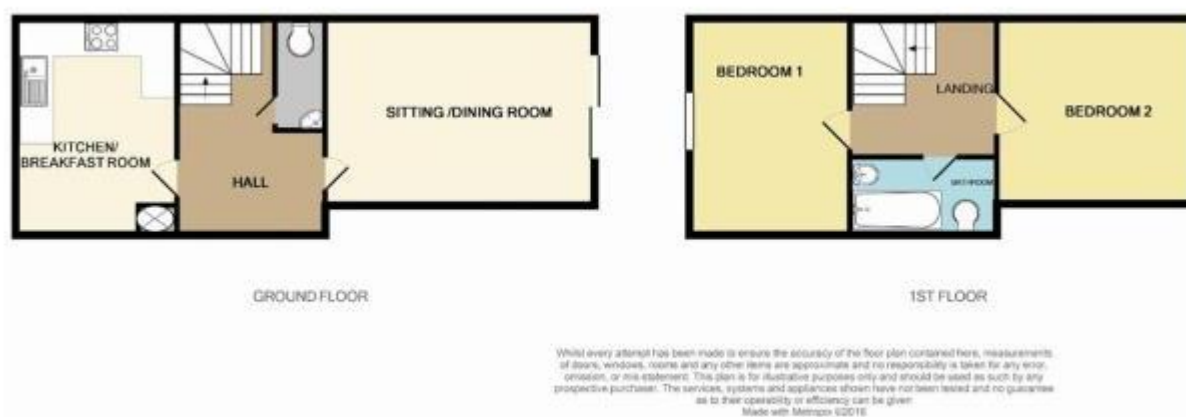 KITCHEN/
BREAKFAST ROOM
HALL
SITTING /DINING ROOM
GROUND FLOOR
BEDROOM 1
LANDING
BATHROOM
BEDROOM 2
1ST FLOOR
Whilst every attempt has been made to ensure the accuracy of the floor plan contained here, measurements
of doors, windows, rooms and any other items are approximate and no responsibility is taken for any error,
omission, or mis-statement. This plan is for illustrative purposes only and should be used as such by any
prospective purchaser. The services, systems and appliances shown have not been tested and no guarantee
as to their operability or efficiency can be given
Made with Metropix ©2016